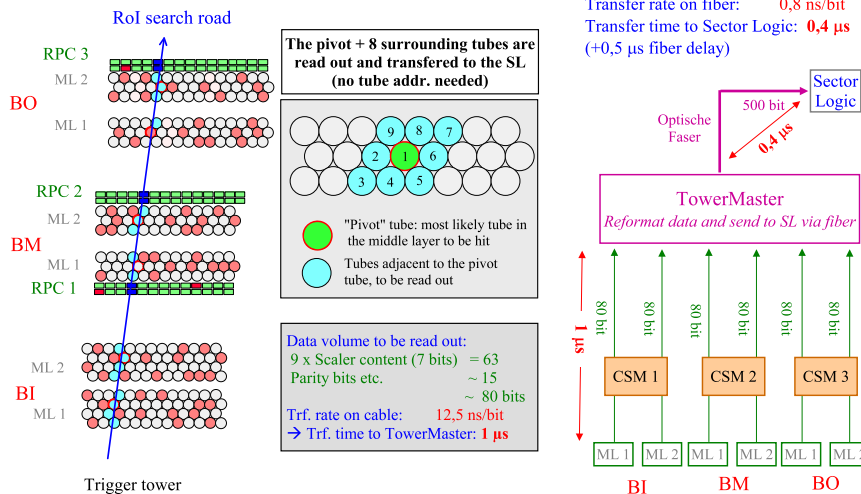 RoI search road
RPC 3
ML 2
BO
ML 1
RPC 2
ML 2
BM
ML 1
RPC 1
ML 2
BI
ML 1
Trigger tower
The pivot + 8 surrounding tubes are
read out and transfered to the SL
(no tube addr. needed)
9 8 7
2 1 6
3 4 5
"Pivot" tube: most likely tube in
the middle layer to be hit
Tubes adjacent to the pivot
tube, to be read out
Data volume to be read out:
9 x Scaler content (7 bits) = 63
Parity bits etc. ~ 15
~ 80 bits
Trf. rate on cable: 12,5 ns/bit
→ Trf. time to TowerMaster: 1 µs
Transfer rate on fiber: 0,8 ns/bit
Transfer time to Sector Logic: 0,4 µs
(+0,5 µs fiber delay)
Sector
Logic
500 bit
Optische
Faser
0,4 µs
TowerMaster
Reformat data and send to SL via fiber
1 µs
80 bit
80 bit
80 bit
80 bit
80 bit
80 bit
CSM 1
CSM 2
CSM 3
ML 1
ML 2
ML 1
ML 2
ML 1
ML 2
BI
BM
BO